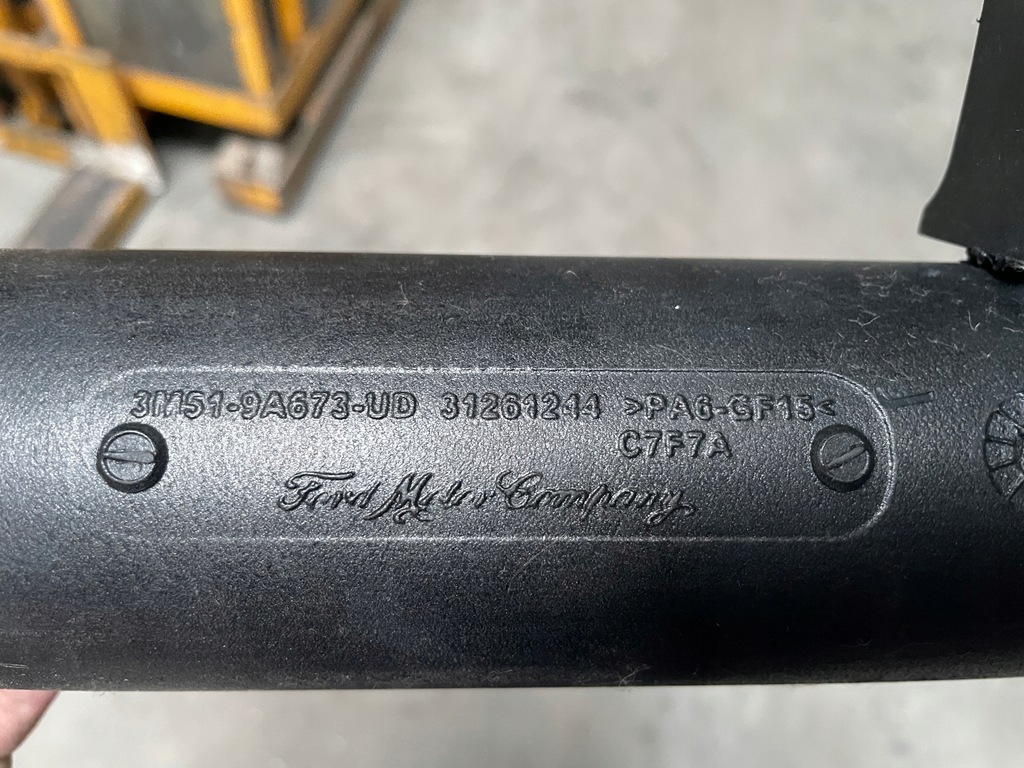 3M51-9A673-UD 31261244 >PA6-GF15<
C7F7A
Ford Motor Company